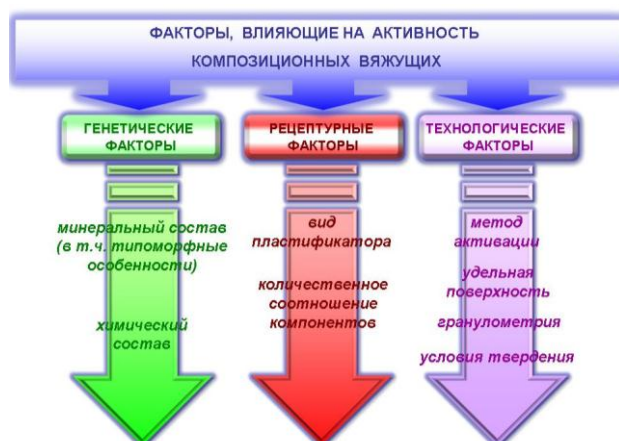 ФАКТОРЫ, ВЛИЯЮЩИЕ НА АКТИВНОСТЬ
КОМПОЗИЦИОННЫХ ВЯЖУЩИХ
ГЕНЕТИЧЕСКИЕ
ФАКТОРЫ
минеральный состав
(в т.ч. типоморфные
особенности)
химический
состав
РЕЦЕПТУРНЫЕ
ФАКТОРЫ
вид
пластификатора
количественное
соотношение
компонентов
ТЕХНОЛОГИЧЕСКИЕ
ФАКТОРЫ
метод
активации
удельная
поверхность
гранулометрия
условия твердения